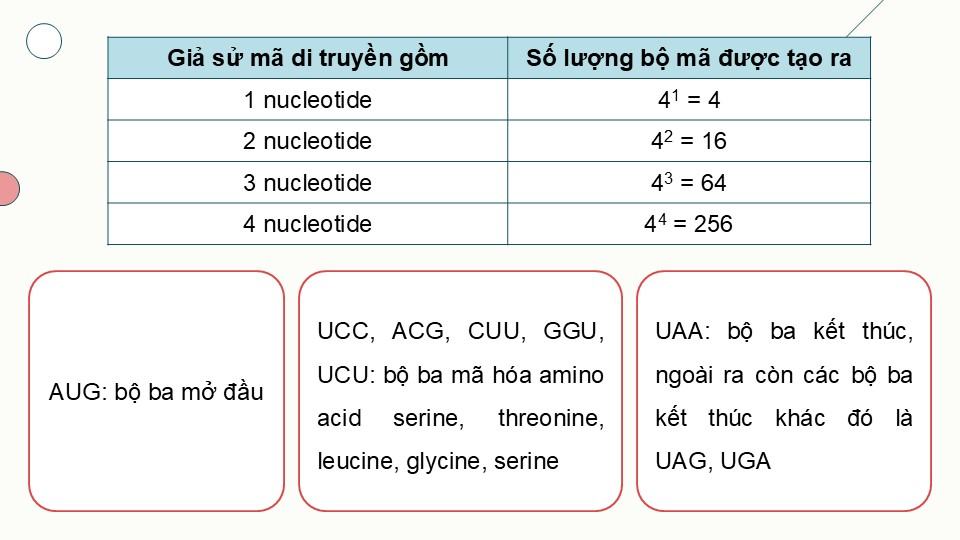 Giả sử mã di truyền gồm Số lượng bộ mã được tạo ra
1 nucleotide 4¹ = 4
2 nucleotide 4² = 16
3 nucleotide 4³ = 64
4 nucleotide 4⁴ = 256
AUG: bộ ba mở đầu
UCC, ACG, CUU, GGU,
UCU: bộ ba mã hóa amino
acid serine, threonine,
leucine, glycine, serine
UAA: bộ ba kết thúc,
ngoài ra còn các bộ ba
kết thúc khác đó là
UAG, UGA